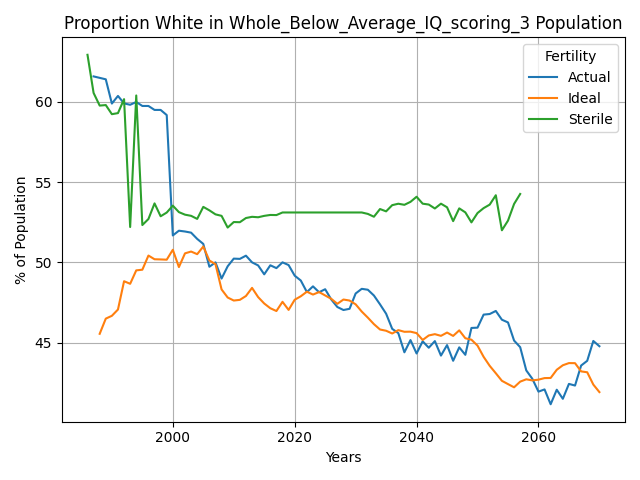 Proportion White in Whole_Below_Average_IQ_scoring_3 Population
Fertility
Actual
Ideal
Sterile
% of Population
60
55
50
45
2000
2020
2040
2060
Years